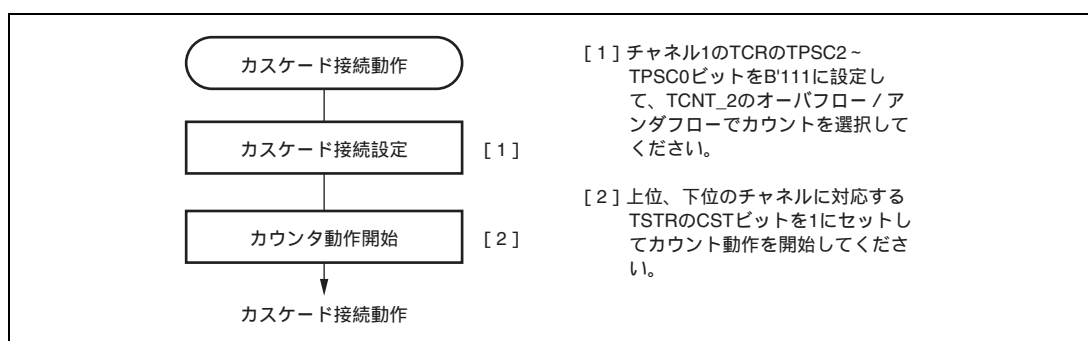 カスケード接続動作
カスケード接続設定
[ 1 ]
カウンタ動作開始
[ 2 ]
カスケード接続動作
[ 1 ] チャネル1のTCRのTPSC2 ~
TPSC0ビットをB'111に設定し
て、TCNT_2のオーバフロー / ア
ンダフローでカウントを選択して
ください。
[ 2 ] 上位、下位のチャネルに対応する
TSTRのCSTビットを1にセットし
てカウント動作を開始してくださ
い。